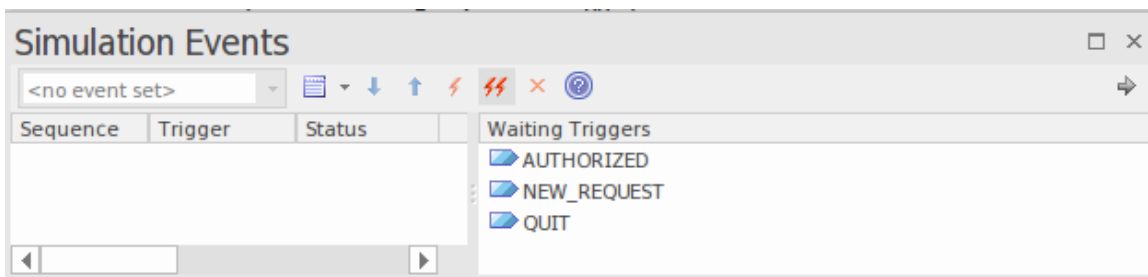 Simulation Events
<no event set>
Sequence Trigger Status
Waiting Triggers
AUTHORIZED
NEW_REQUEST
QUIT